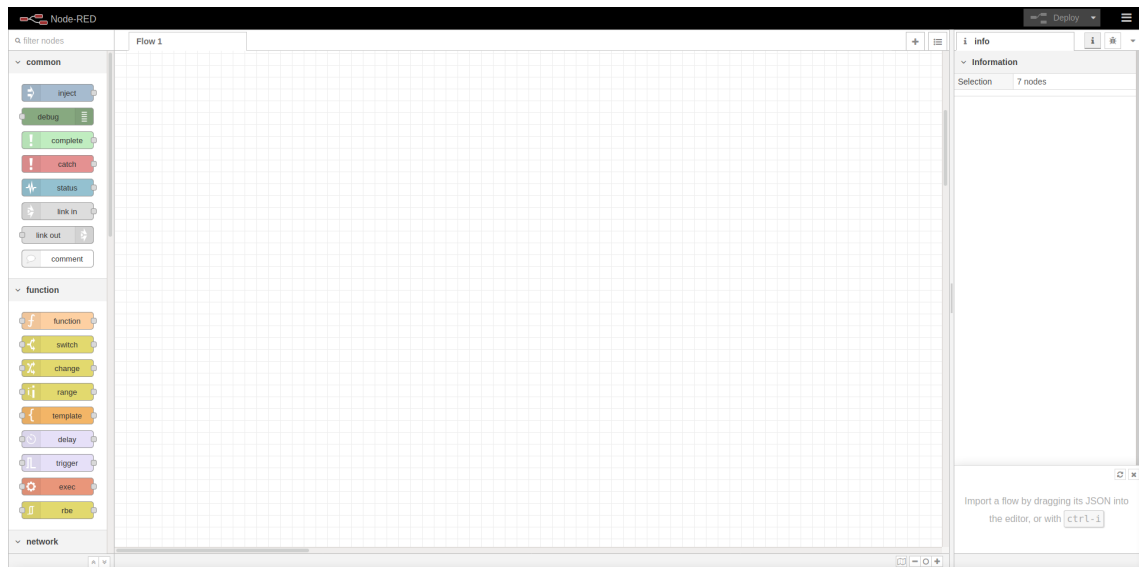 Node-RED
Deploy
filter nodes
Flow 1
info
common
Information
Selection
7 nodes
inject
debug
complete
catch
status
link in
link out
comment
function
function
switch
change
range
template
delay
trigger
exec
rbe
network
Import a flow by dragging its JSON into
the editor, or with ctrl-i